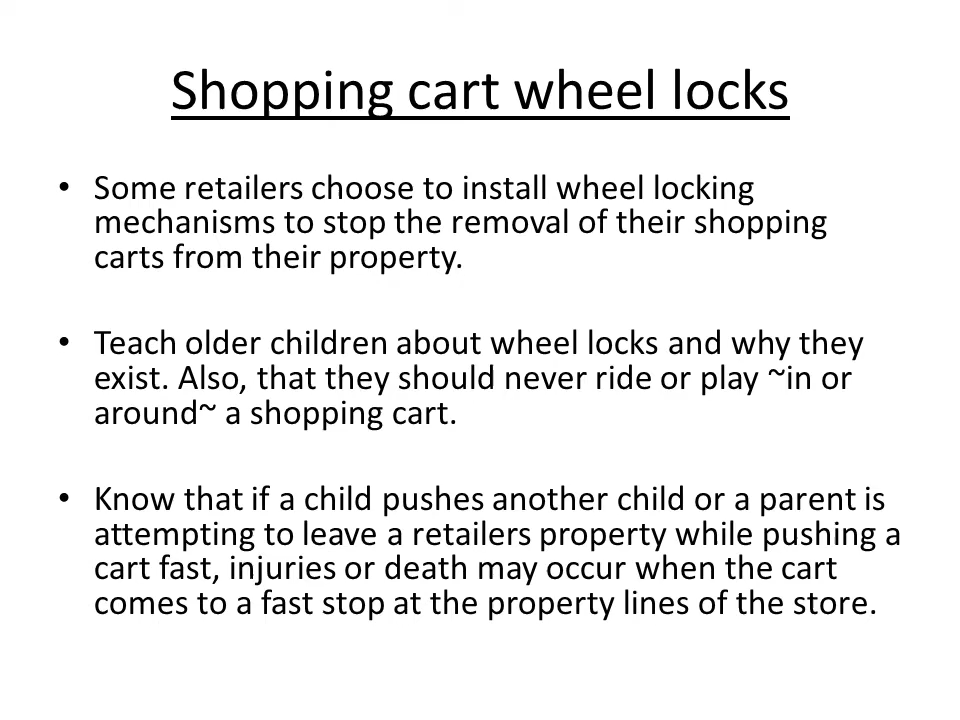 Shopping cart wheel locks
• Some retailers choose to install wheel locking
mechanisms to stop the removal of their shopping
carts from their property.
• Teach older children about wheel locks and why they
exist. Also, that they should never ride or play ~in or
around~ a shopping cart.
• Know that if a child pushes another child or a parent is
attempting to leave a retailers property while pushing a
cart fast, injuries or death may occur when the cart
comes to a fast stop at the property lines of the store.